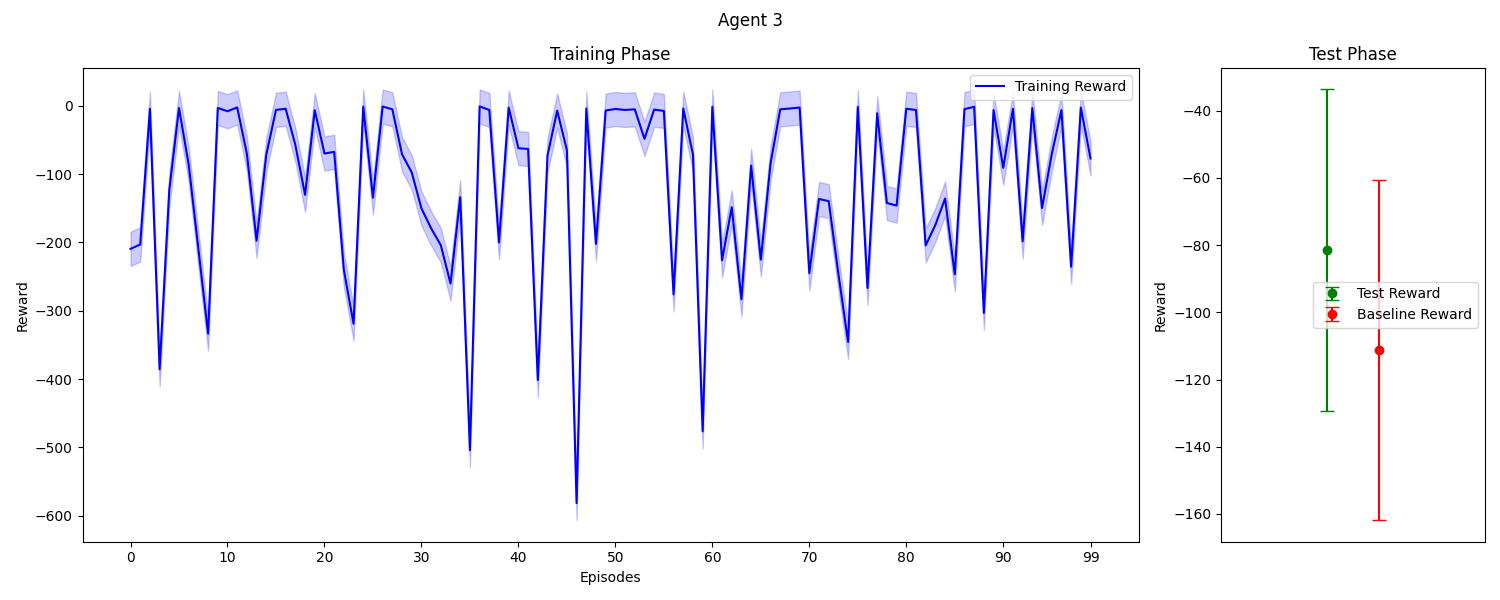 Agent 3
Training Phase
Training Reward
Reward
0
−100
−200
−300
−400
−500
−600
0 10 20 30 40 50 60 70 80 90 99
Episodes
Test Phase
Reward
−40
−60
−80
−100
−120
−140
−160
Test Reward
Baseline Reward